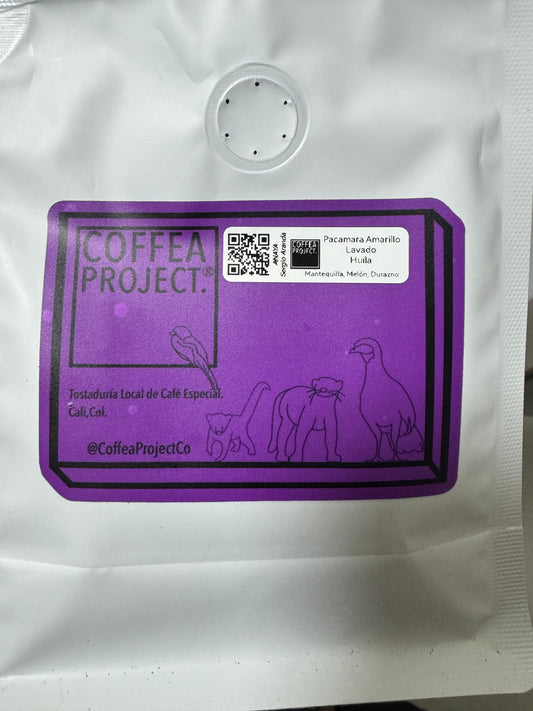 COFFEA
PROJECT.®
ANAYA
Sergio Aranda
COFFEA
PROJECT.
Pacamara Amarillo
Lavado
Huila
Mantequilla, Melón, Durazno
Tostaduría Local de Café Especial.
Cali, Col.
@CoffeaProjectCo